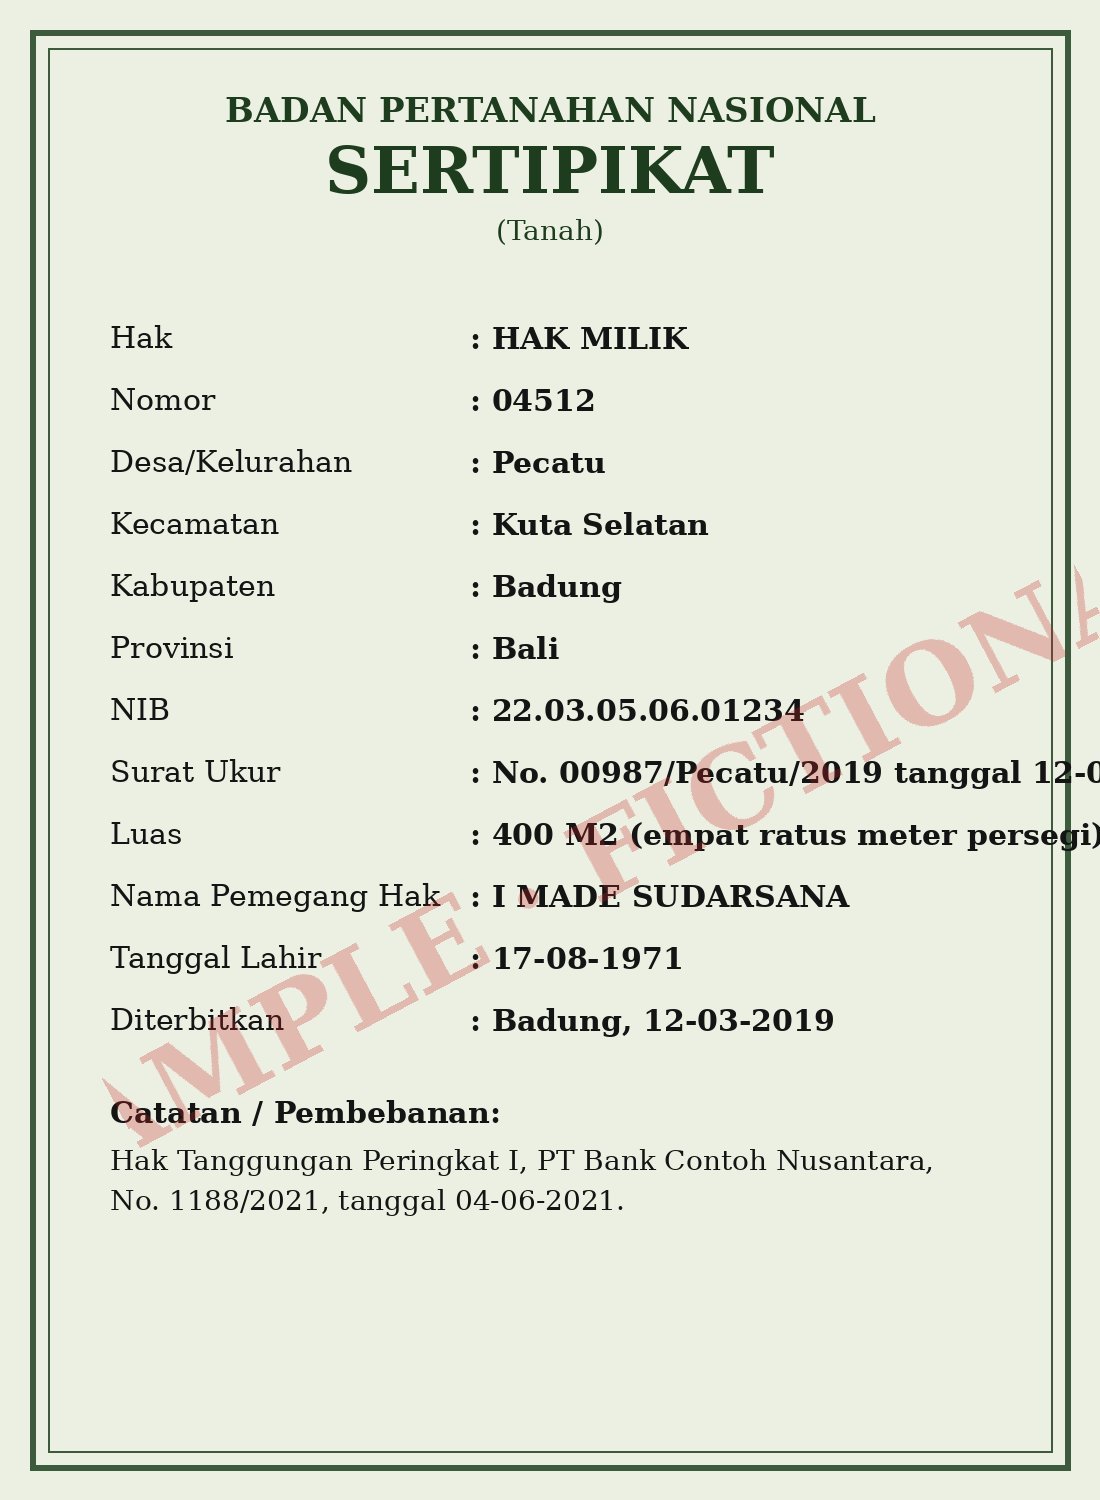 BADAN PERTANAHAN NASIONAL
SERTIPIKAT
(Tanah)
Hak : HAK MILIK
Nomor : 04512
Desa/Kelurahan : Pecatu
Kecamatan : Kuta Selatan
Kabupaten : Badung
Provinsi : Bali
NIB : 22.03.05.06.01234
Surat Ukur : No. 00987/Pecatu/2019 tanggal 12-0
Luas : 400 M2 (empat ratus meter persegi)
Nama Pemegang Hak : I MADE SUDARSANA
Tanggal Lahir : 17-08-1971
Diterbitkan : Badung, 12-03-2019
Catatan / Pembebanan:
Hak Tanggungan Peringkat I, PT Bank Contoh Nusantara,
No. 1188/2021, tanggal 04-06-2021.
AMPLE · FICTIONA